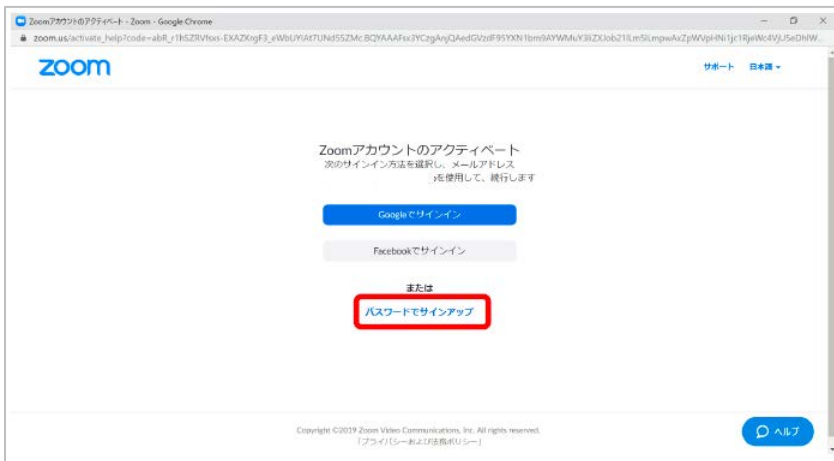 Zoomアカウントのアクティベート - Zoom - Google Chrome
zoom
サポート 日本語
Zoomアカウントのアクティベート
次のサインイン方法を選択し、メールアドレス
を使用して、続行します
Googleでサインイン
Facebookでサインイン
または
パスワードでサインアップ
Copyright ©2019 Zoom Video Communications, Inc. All rights reserved.
「プライバシーおよび法務ポリシー」
ヘルプ